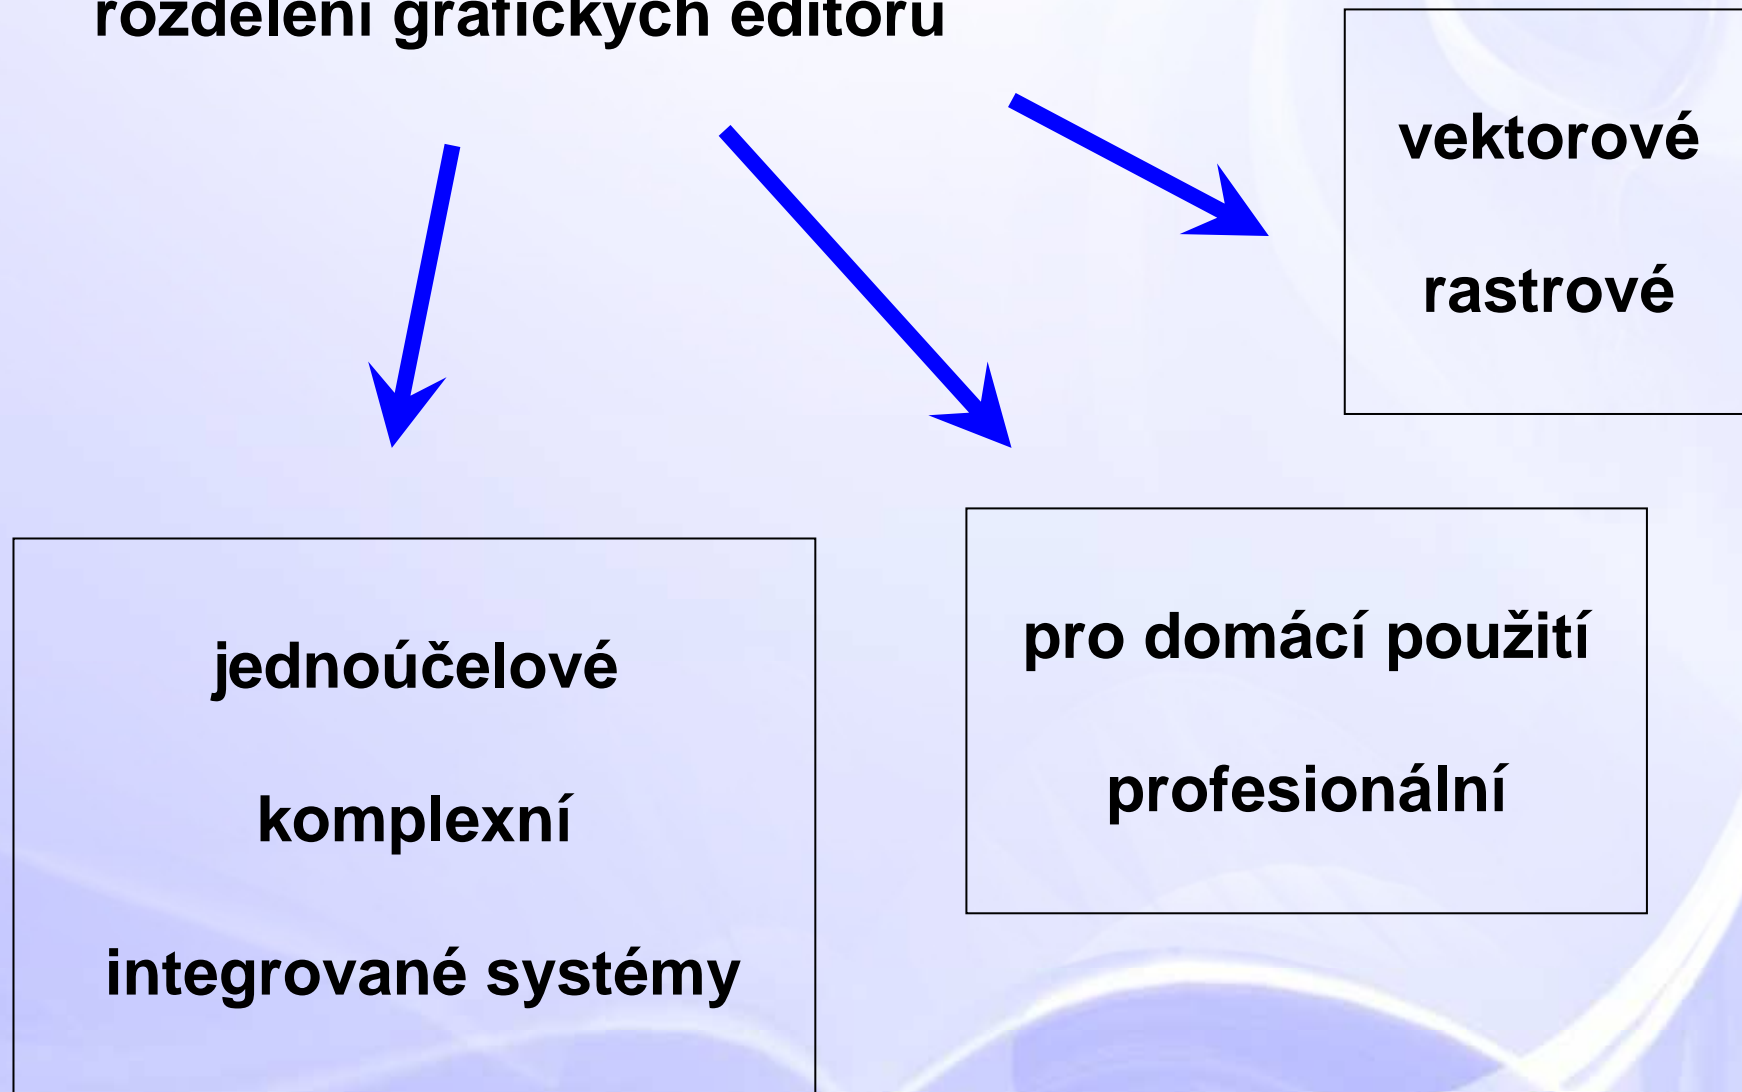 rozdělení grafických editorů
vektorové
rastrové
jednoúčelové
komplexní
integrované systémy
pro domácí použití
profesionální